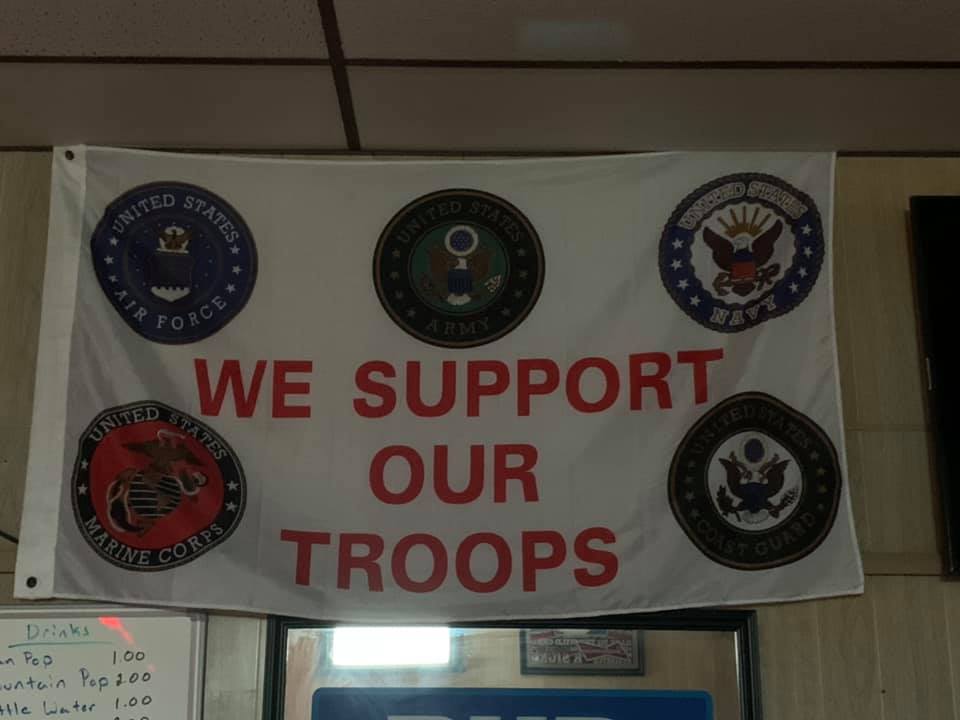 UNITED STATES
AIR FORCE
UNITED STATES
ARMY
UNITED STATES
NAVY
WE SUPPORT
OUR
TROOPS
UNITED STATES
MARINE CORPS
UNITED STATES
COAST GUARD
Drinks
Pop 1.00
Pop 2.00
Water 1.00